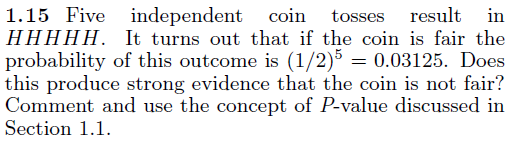 1.15 Five independent coin tosses result in
HHHHH. It turns out that if the coin is fair the
probability of this outcome is (1/2)⁵ = 0.03125. Does
this produce strong evidence that the coin is not fair?
Comment and use the concept of P-value discussed in
Section 1.1.